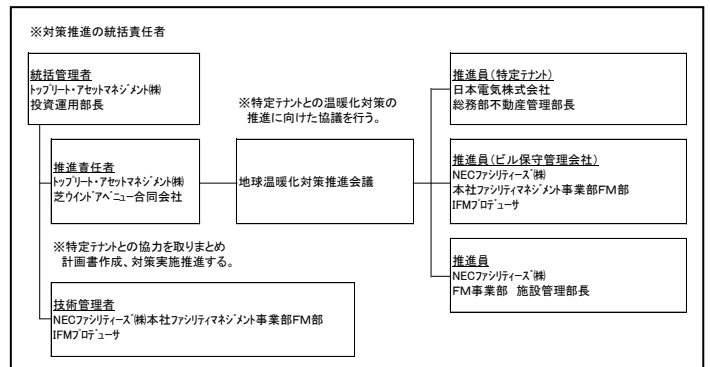 ※対策推進の統括責任者
統括管理者
トップリート・アセットマネジメント㈱
投資運用部長
推進責任者
トップリート・アセットマネジメント㈱
芝ウインドアベニュー合同会社
※特定テナントとの協力を取りまとめ
計画書作成、対策実施推進する。
技術管理者
NECファシリティーズ㈱本社ファシリティマネジメント事業部FM部
IFMプロデューサ
※特定テナントとの温暖化対策の
推進に向けた協議を行う。
地球温暖化対策推進会議
推進員(特定テナント)
日本電気株式会社
総務部不動産管理部長
推進員(ビル保守管理会社)
NECファシリティーズ㈱
本社ファシリティマネジメント事業部FM部
IFMプロデューサ
推進員
NECファシリティーズ㈱
FM事業部 施設管理部長